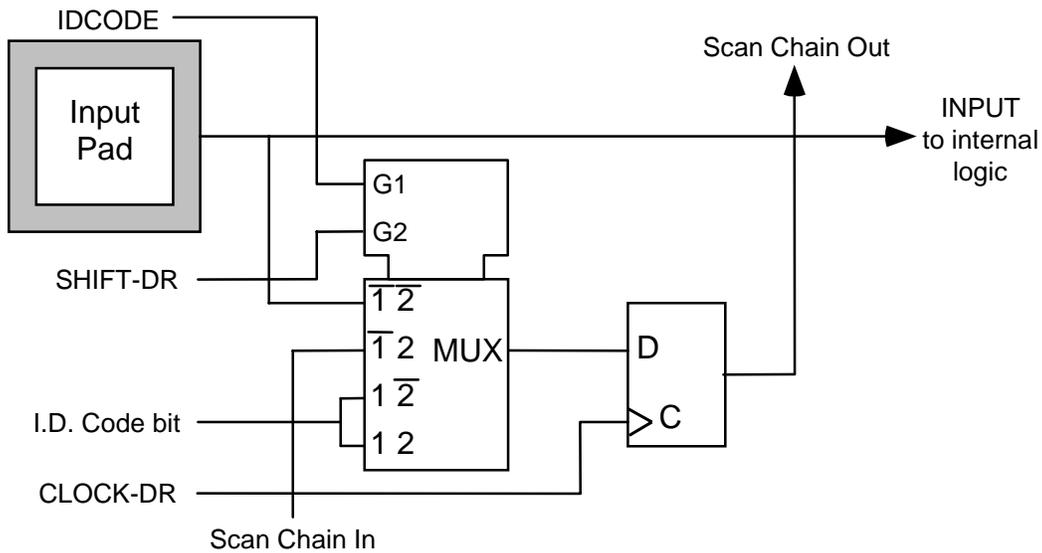 IDCODE
Scan Chain Out
Input
Pad
INPUT
to internal
logic
G1
G2
SHIFT-DR
1̅ 2̅
1̅ 2
MUX
D
1 2̅
I.D. Code bit
C
1 2
CLOCK-DR
Scan Chain In